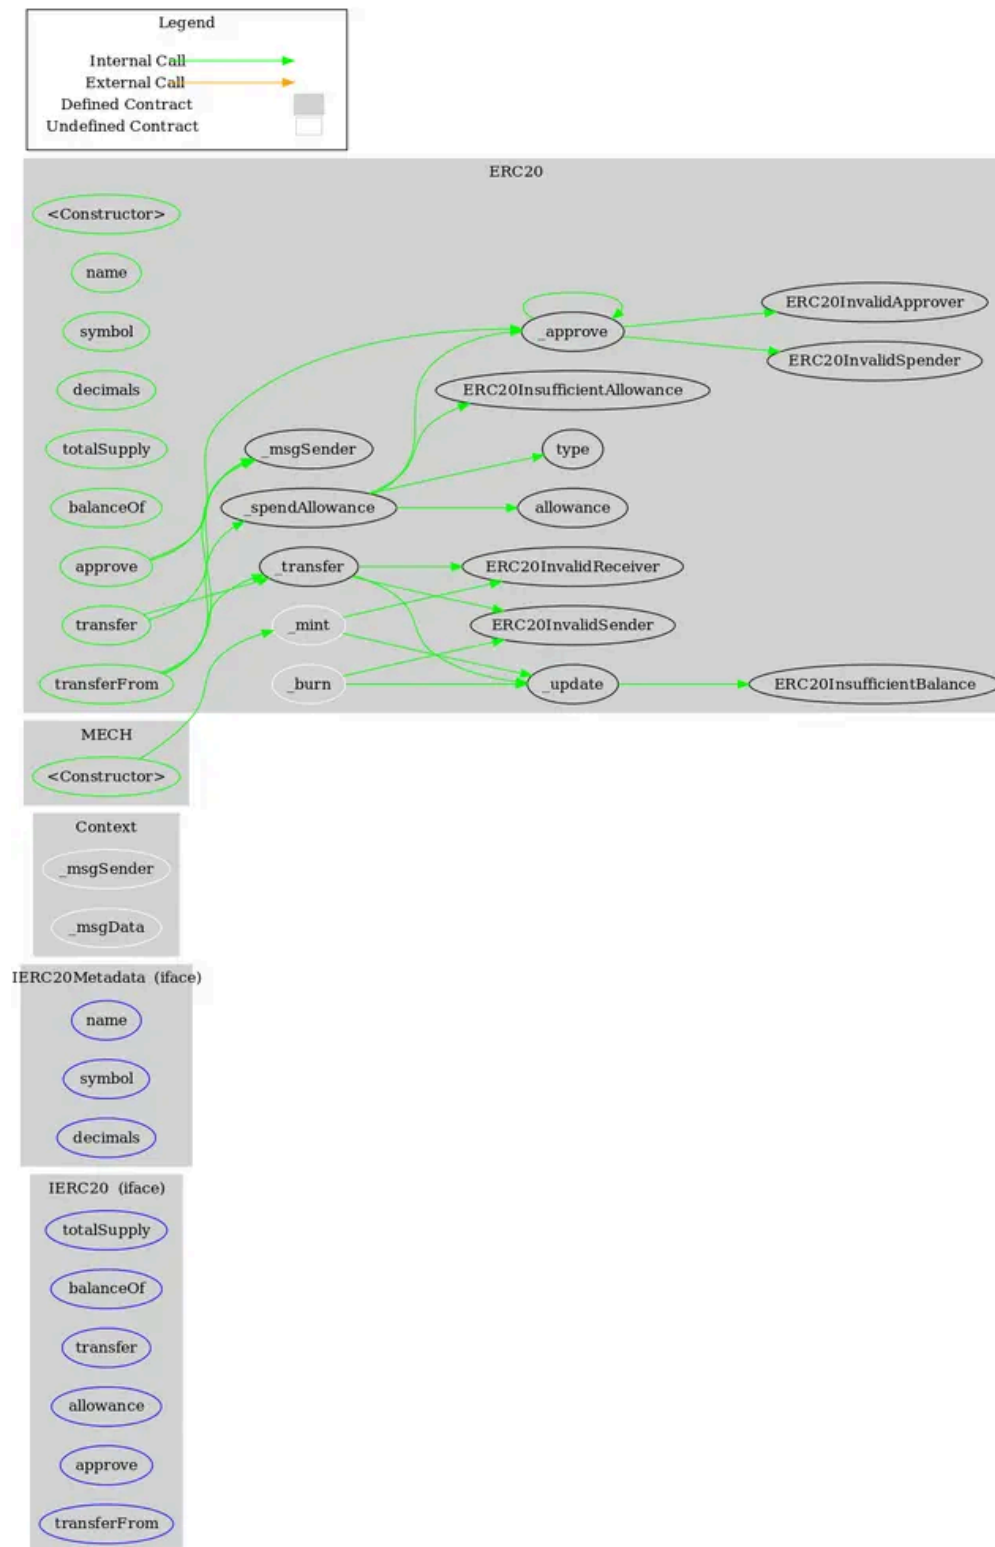 Legend
Internal Call
External Call
Defined Contract
Undefined Contract
ERC20
<Constructor>
name
symbol
decimals
totalSupply
balanceOf
approve
transfer
transferFrom
_msgSender
_spendAllowance
_transfer
_mint
_burn
_approve
ERC20InsufficientAllowance
type
allowance
ERC20InvalidReceiver
ERC20InvalidSender
_update
ERC20InvalidApprover
ERC20InvalidSpender
ERC20InsufficientBalance
MECH
<Constructor>
Context
_msgSender
_msgData
IERC20Metadata (iface)
name
symbol
decimals
IERC20 (iface)
totalSupply
balanceOf
transfer
allowance
approve
transferFrom